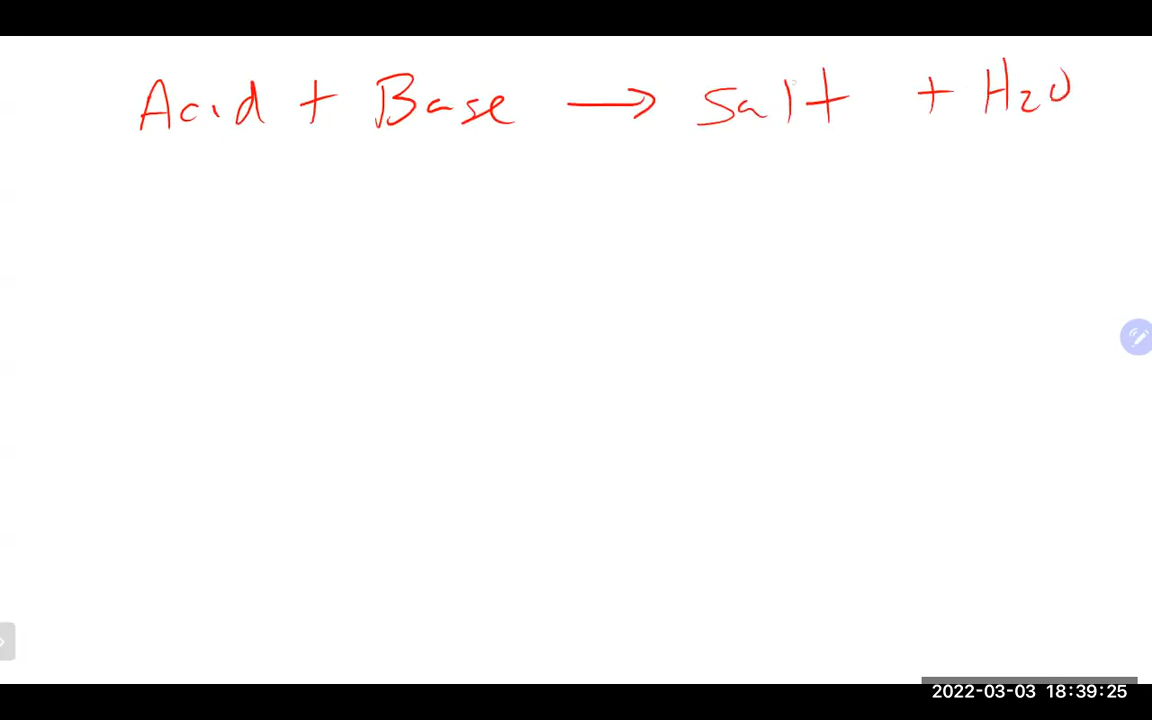 Acid + Base → Salt + H2O
2022-03-03 18:39:25